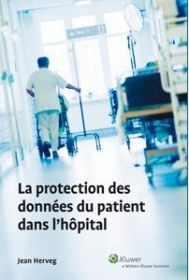 La protection des
données du patient
dans l'hôpital
Jean Herveg
Kluwer
a Wolters Kluwer business